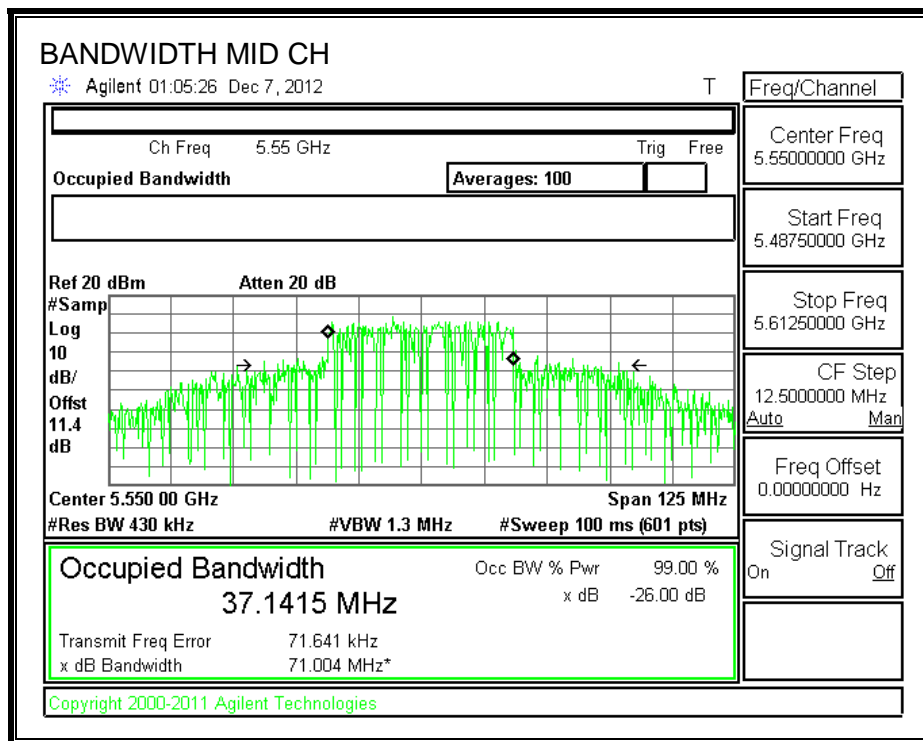 BANDWIDTH MID CH
Agilent 01:05:26 Dec 7, 2012 T
Freq/Channel
Ch Freq 5.55 GHz Trig Free
Occupied Bandwidth Averages: 100
Center Freq
5.55000000 GHz
Start Freq
5.48750000 GHz
Stop Freq
5.61250000 GHz
CF Step
12.5000000 MHz
Auto Man
Freq Offset
0.00000000 Hz
Signal Track
On Off
Ref 20 dBm Atten 20 dB
#Samp
Log
10
dB/
Offst
11.4
dB
Center 5.550 00 GHz Span 125 MHz
#Res BW 430 kHz #VBW 1.3 MHz #Sweep 100 ms (601 pts)
Occupied Bandwidth Occ BW % Pwr 99.00 %
37.1415 MHz x dB -26.00 dB
Transmit Freq Error 71.641 kHz
x dB Bandwidth 71.004 MHz*
Copyright 2000-2011 Agilent Technologies